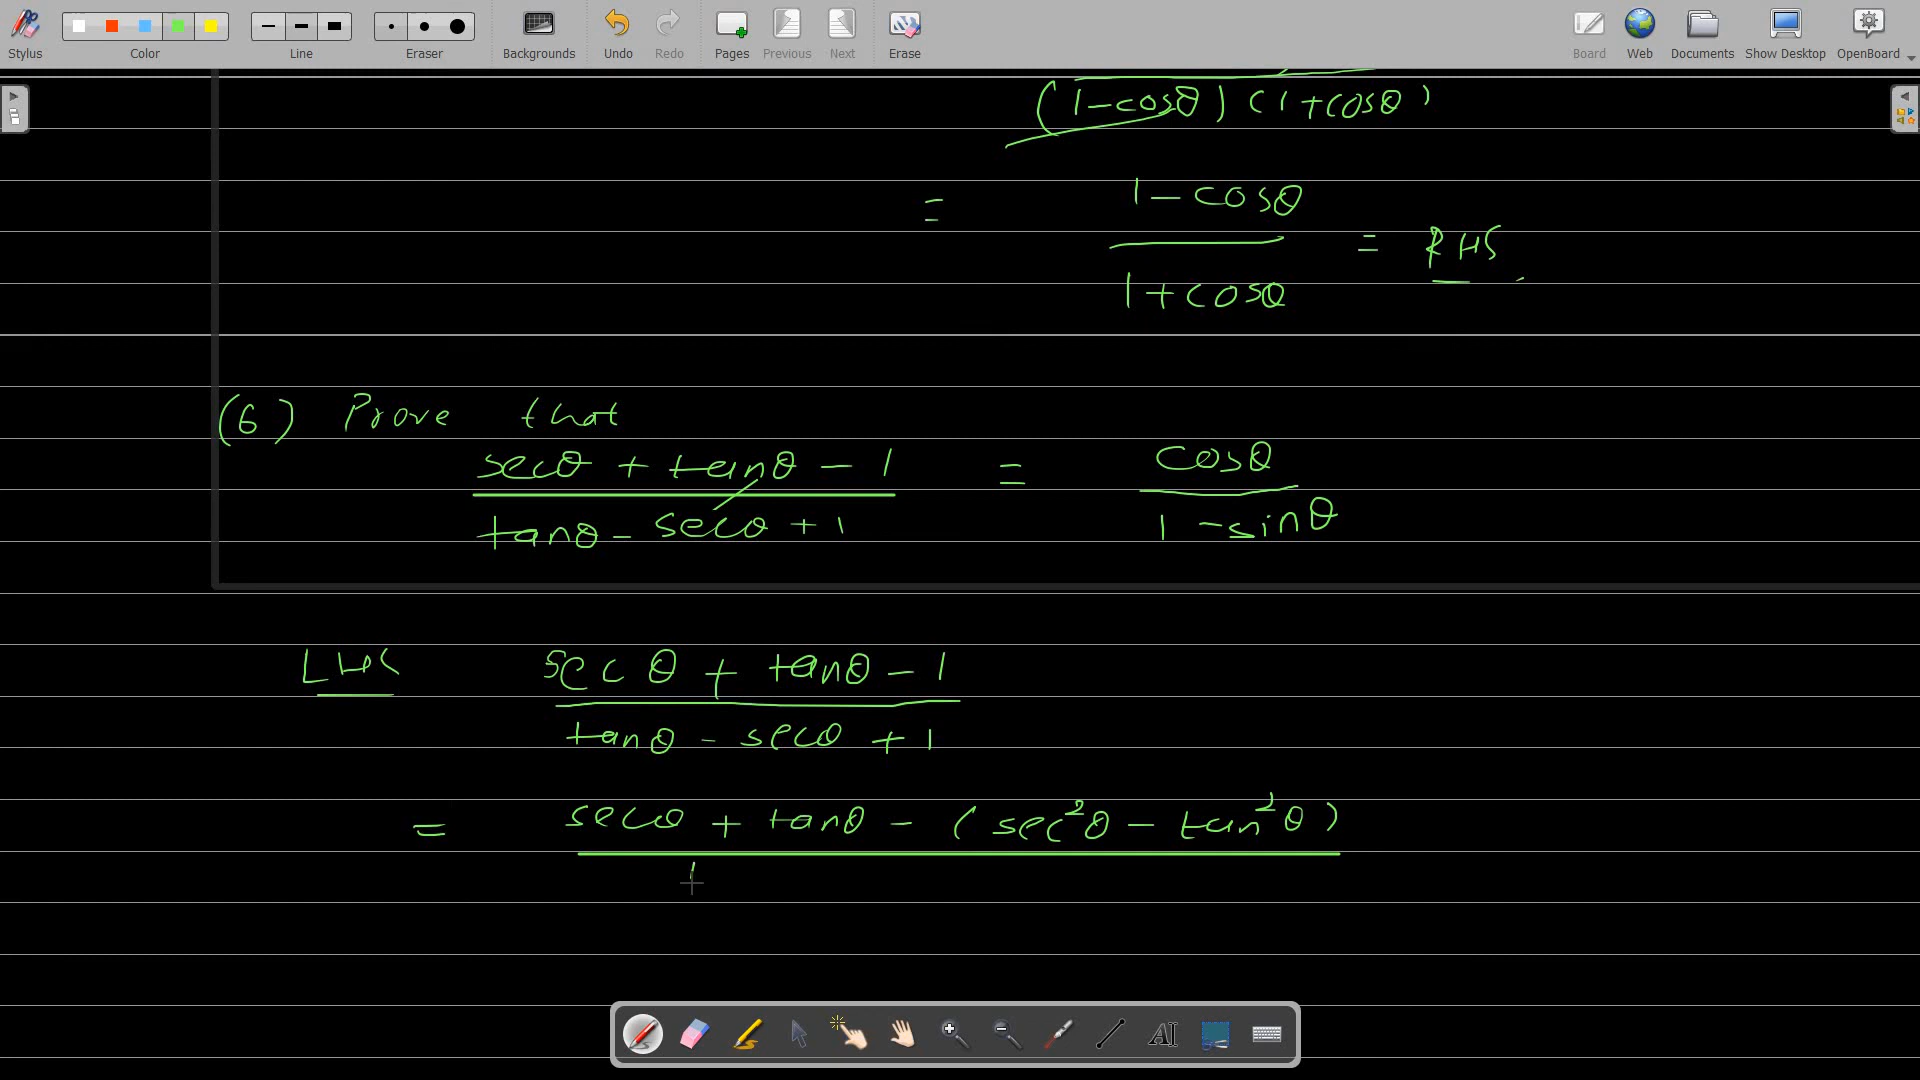 Stylus Color Line Eraser Backgrounds Undo Redo Pages Previous Next Erase Board Web Documents Show Desktop OpenBoard
(1-cosθ) (1+cosθ)
= 1-cosθ / 1+cosθ = RHS
(6) Prove that
secθ + tanθ - 1 / tanθ - secθ + 1 = cosθ / 1 - sinθ
LHS secθ + tanθ - 1
tanθ - secθ + 1
= secθ + tanθ - (sec²θ - tan²θ)
AI